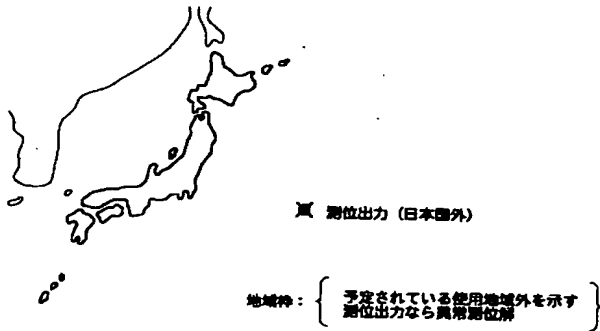 測位出力（日本国外）
地域枠：
予定されている使用地域外を示す
測位出力なら異常測位解